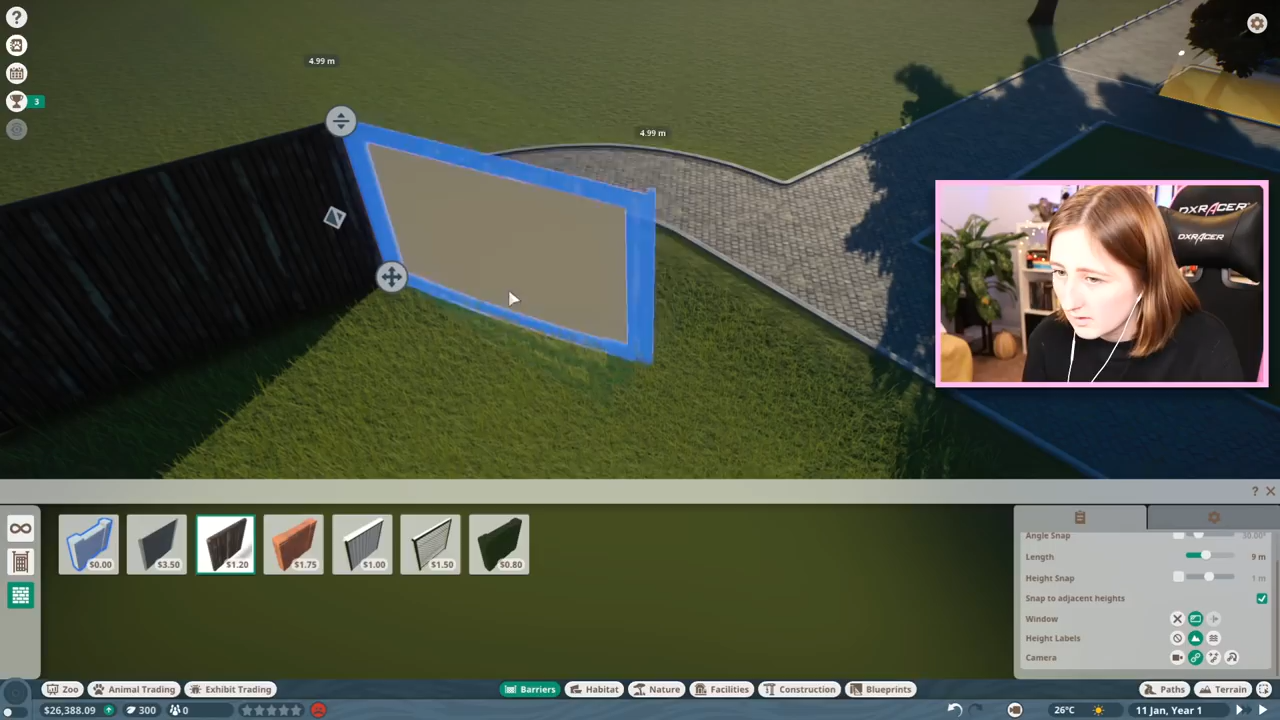 ?
3
4.99 m
4.99 m
DXRACER
DXRACER
?
$0.00
$3.50
$1.20
$1.75
$1.00
$1.50
$0.80
Angle Snap
30.00°
Length
9 m
Height Snap
1 m
Snap to adjacent heights
Window
Height Labels
Camera
Zoo
Animal Trading
Exhibit Trading
Barriers
Habitat
Nature
Facilities
Construction
Blueprints
Paths
Terrain
$26,388.09
300
0
26°C
11 Jan, Year 1